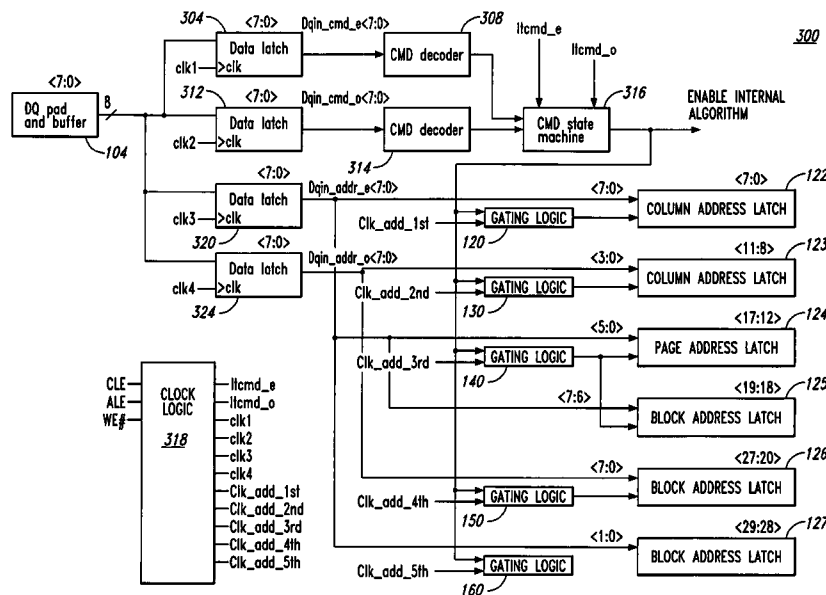 300
304
<7:0>
Data latch
clk
clk1
Dqin_cmd_e<7:0>
308
CMD decoder
ltcmd_e
ltcmd_o
316
CMD state
machine
ENABLE INTERNAL
ALGORITHM
<7:0>
DQ pad
and buffer
104
8
312
<7:0>
Data latch
clk
clk2
Dqin_cmd_o<7:0>
CMD decoder
314
<7:0>
Data latch
clk
clk3
320
Dqin_addr_e<7:0>
<7:0>
Data latch
clk
clk4
324
Dqin_addr_o<7:0>
Clk_add_1st
GATING LOGIC
120
<7:0>
<7:0>
122
COLUMN ADDRESS LATCH
Clk_add_2nd
GATING LOGIC
130
<3:0>
<11:8>
123
COLUMN ADDRESS LATCH
Clk_add_3rd
GATING LOGIC
140
<5:0>
<17:12>
124
PAGE ADDRESS LATCH
<7:6>
<19:18>
125
BLOCK ADDRESS LATCH
Clk_add_4th
GATING LOGIC
150
<7:0>
<27:20>
126
BLOCK ADDRESS LATCH
Clk_add_5th
GATING LOGIC
160
<1:0>
<29:28>
127
BLOCK ADDRESS LATCH
CLE
ALE
WE#
CLOCK
LOGIC
318
ltcmd_e
ltcmd_o
clk1
clk2
clk3
clk4
Clk_add_1st
Clk_add_2nd
Clk_add_3rd
Clk_add_4th
Clk_add_5th